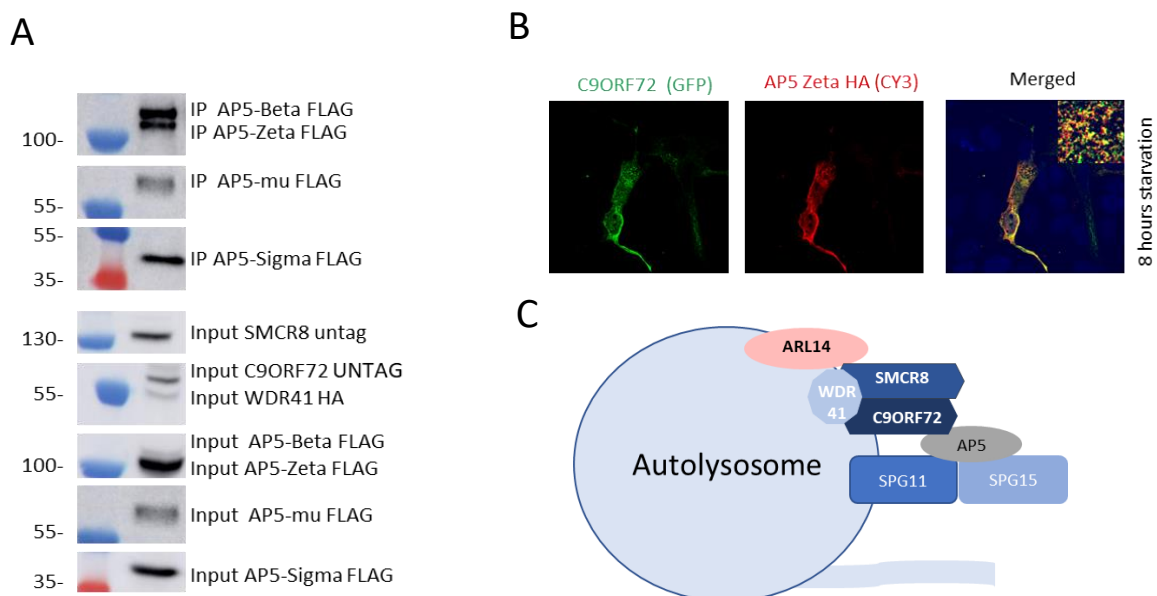 A
100-
IP AP5-Beta FLAG
IP AP5-Zeta FLAG
55-
IP AP5-mu FLAG
55-
35-
IP AP5-Sigma FLAG
130-
Input SMCR8 untag
55-
Input C9ORF72 UNTAG
Input WDR41 HA
100-
Input AP5-Beta FLAG
Input AP5-Zeta FLAG
55-
Input AP5-mu FLAG
35-
Input AP5-Sigma FLAG
B
C9ORF72 (GFP)
AP5 Zeta HA (CY3)
Merged
8 hours starvation
C
ARL14
WDR
41
SMCR8
C9ORF72
AP5
SPG11
SPG15
Autolysosome